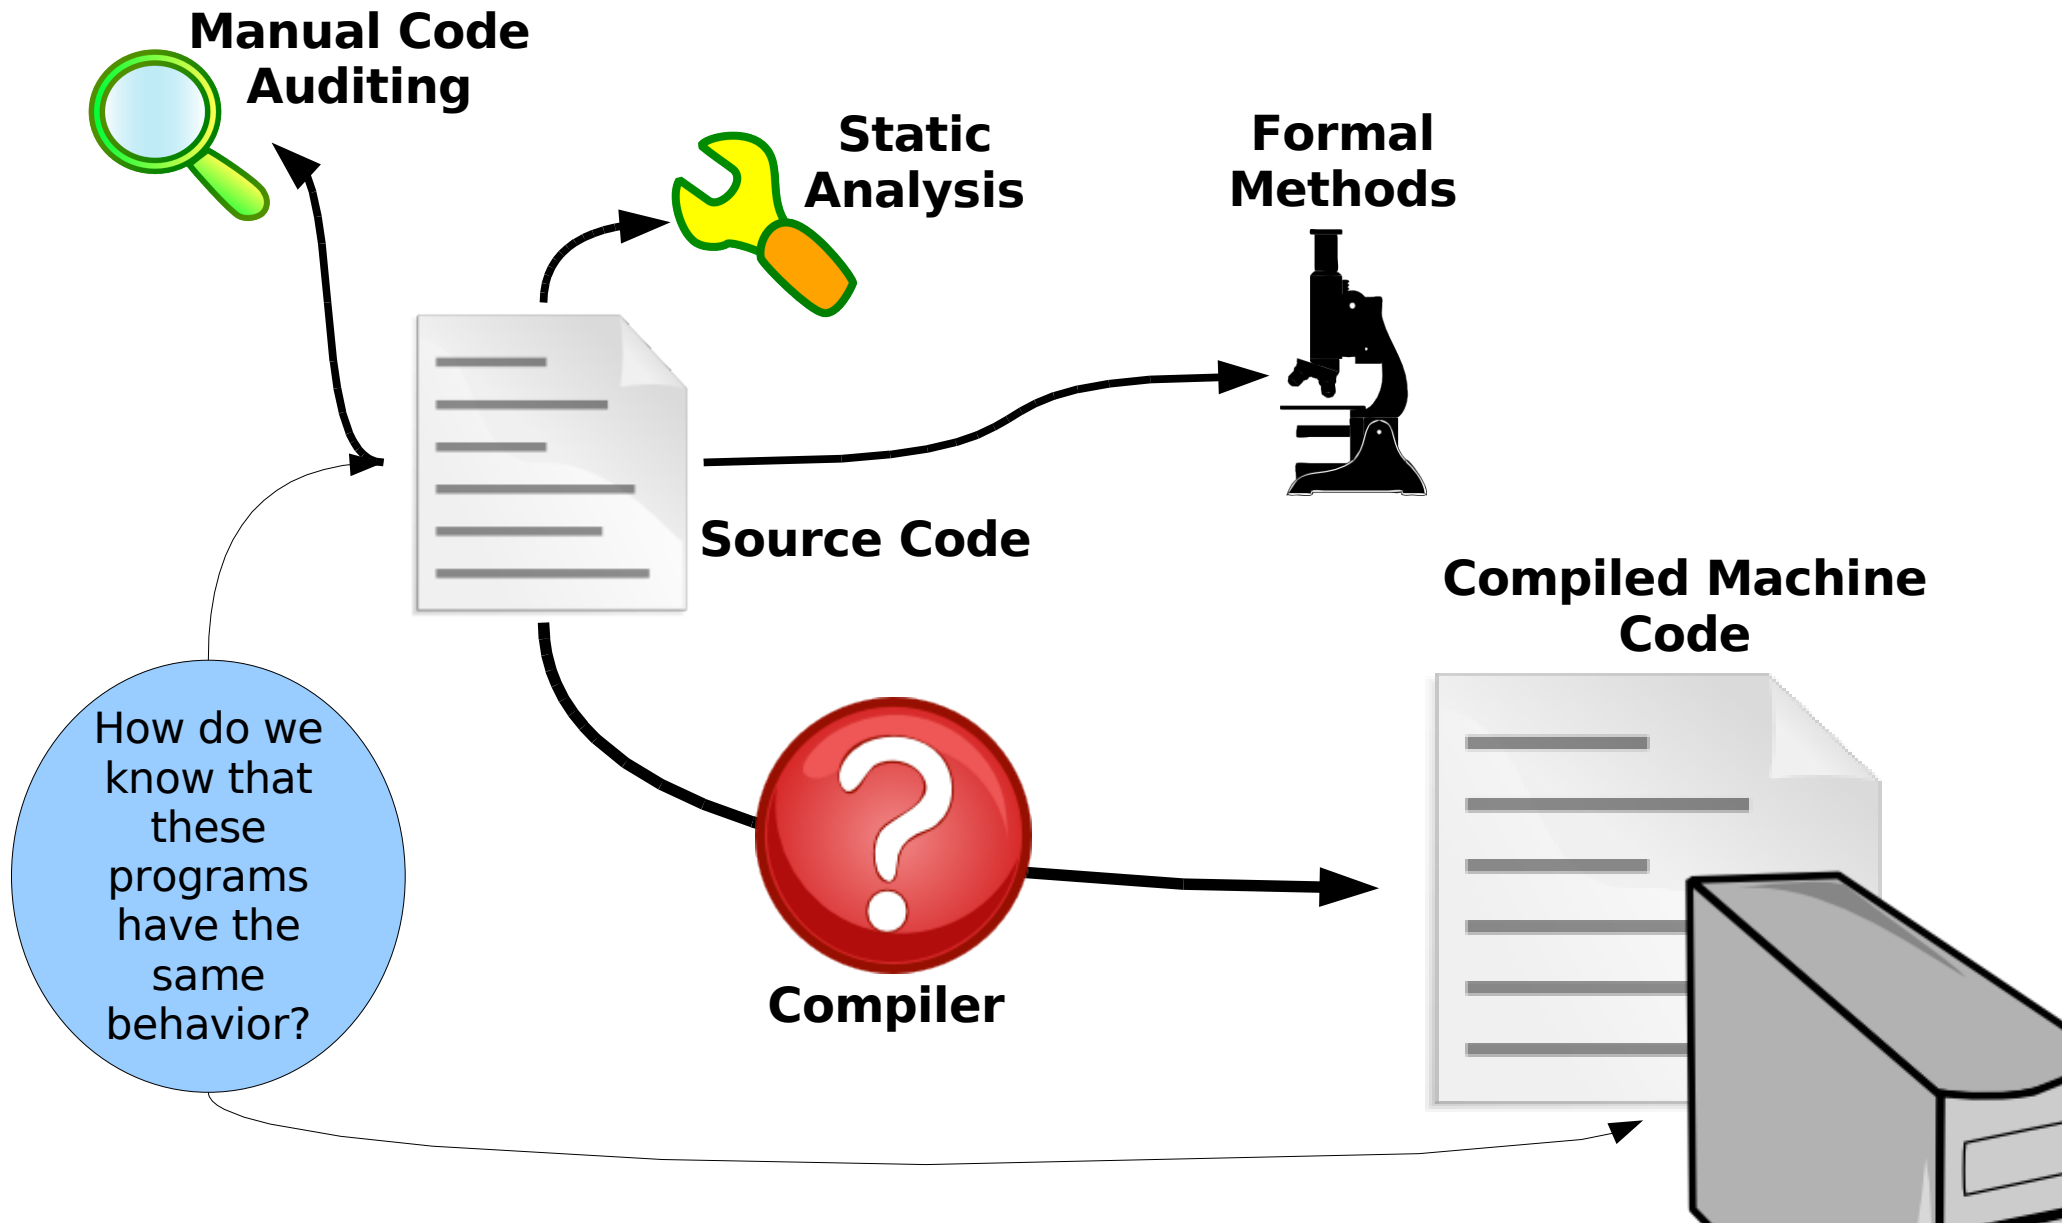 Manual Code
Auditing
Static
Analysis
Formal
Methods
Source Code
Compiled Machine
Code
How do we
know that
these
programs
have the
same
behavior?
Compiler